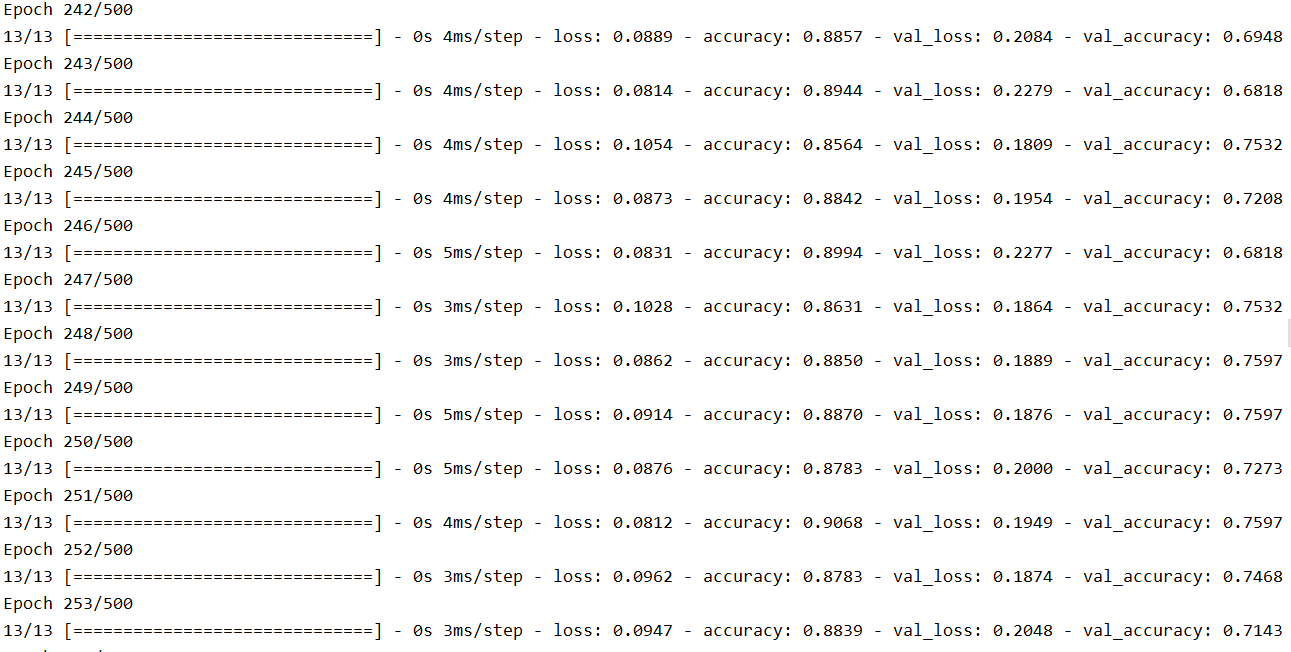 Epoch 242/500
13/13 [==============================] - 0s 4ms/step - loss: 0.0889 - accuracy: 0.8857 - val_loss: 0.2084 - val_accuracy: 0.6948
Epoch 243/500
13/13 [==============================] - 0s 4ms/step - loss: 0.0814 - accuracy: 0.8944 - val_loss: 0.2279 - val_accuracy: 0.6818
Epoch 244/500
13/13 [==============================] - 0s 4ms/step - loss: 0.1054 - accuracy: 0.8564 - val_loss: 0.1809 - val_accuracy: 0.7532
Epoch 245/500
13/13 [==============================] - 0s 4ms/step - loss: 0.0873 - accuracy: 0.8842 - val_loss: 0.1954 - val_accuracy: 0.7208
Epoch 246/500
13/13 [==============================] - 0s 5ms/step - loss: 0.0831 - accuracy: 0.8994 - val_loss: 0.2277 - val_accuracy: 0.6818
Epoch 247/500
13/13 [==============================] - 0s 3ms/step - loss: 0.1028 - accuracy: 0.8631 - val_loss: 0.1864 - val_accuracy: 0.7532
Epoch 248/500
13/13 [==============================] - 0s 3ms/step - loss: 0.0862 - accuracy: 0.8850 - val_loss: 0.1889 - val_accuracy: 0.7597
Epoch 249/500
13/13 [==============================] - 0s 5ms/step - loss: 0.0914 - accuracy: 0.8870 - val_loss: 0.1876 - val_accuracy: 0.7597
Epoch 250/500
13/13 [==============================] - 0s 5ms/step - loss: 0.0876 - accuracy: 0.8783 - val_loss: 0.2000 - val_accuracy: 0.7273
Epoch 251/500
13/13 [==============================] - 0s 4ms/step - loss: 0.0812 - accuracy: 0.9068 - val_loss: 0.1949 - val_accuracy: 0.7597
Epoch 252/500
13/13 [==============================] - 0s 3ms/step - loss: 0.0962 - accuracy: 0.8783 - val_loss: 0.1874 - val_accuracy: 0.7468
Epoch 253/500
13/13 [==============================] - 0s 3ms/step - loss: 0.0947 - accuracy: 0.8839 - val_loss: 0.2048 - val_accuracy: 0.7143